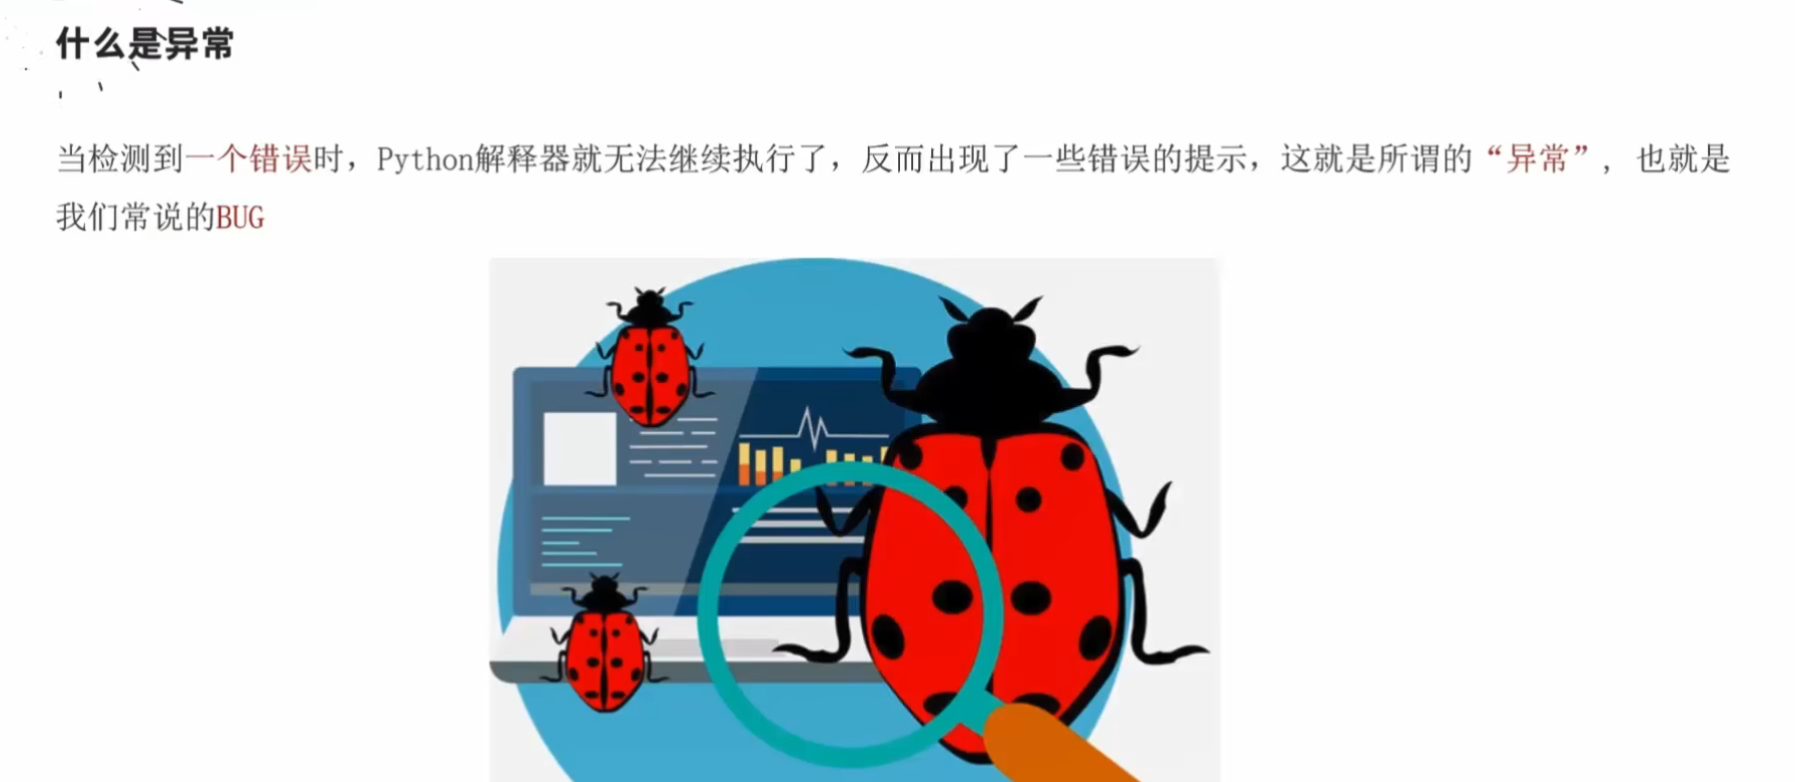 什么是异常
当检测到一个错误时，Python解释器就无法继续执行了，反而出现了一些错误的提示，这就是所谓的“异常”, 也就是
我们常说的BUG